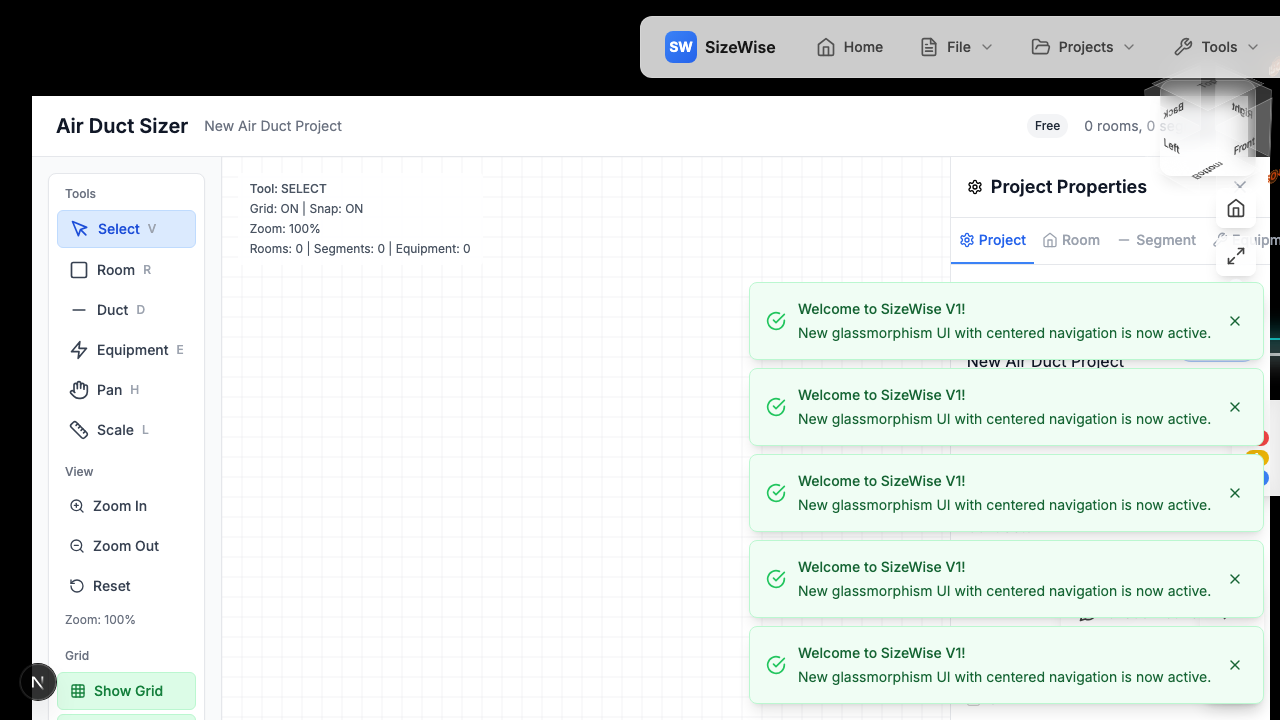 SW SizeWise Home File Projects Tools
Air Duct Sizer New Air Duct Project Free 0 rooms, 0 se
Back Right
Left Front
Bottom
Tools
Select V
Room R
Duct D
Equipment E
Pan H
Scale L
View
Zoom In
Zoom Out
Reset
Zoom: 100%
Grid
Show Grid
N
Tool: SELECT
Grid: ON | Snap: ON
Zoom: 100%
Rooms: 0 | Segments: 0 | Equipment: 0
Project Properties
Project Room Segment Equipm
New Air Duct Project
Welcome to SizeWise V1!
New glassmorphism UI with centered navigation is now active.
Welcome to SizeWise V1!
New glassmorphism UI with centered navigation is now active.
Welcome to SizeWise V1!
New glassmorphism UI with centered navigation is now active.
Welcome to SizeWise V1!
New glassmorphism UI with centered navigation is now active.
Welcome to SizeWise V1!
New glassmorphism UI with centered navigation is now active.